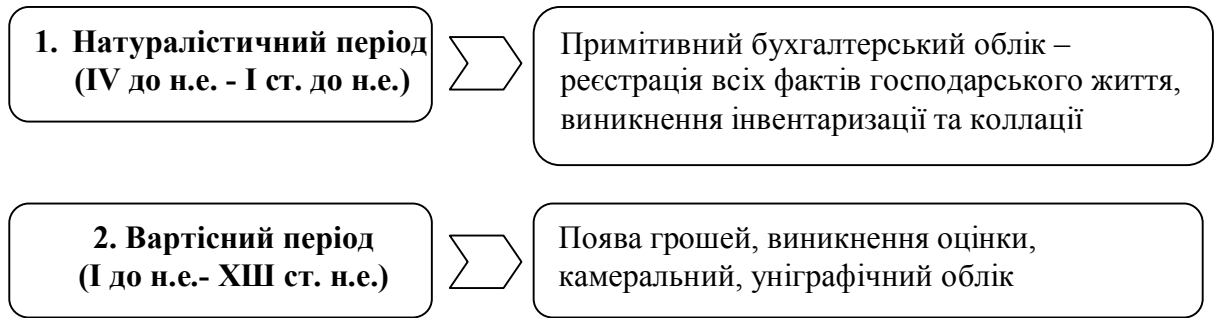 1. Натуралістичний період
(IV до н.е. - I ст. до н.е.)
Примітивний бухгалтерський облік –
реєстрація всіх фактів господарського життя,
виникнення інвентаризації та коллації
2. Вартісний період
(I до н.е.- XIII ст. н.е.)
Поява грошей, виникнення оцінки,
камеральний, уніграфічний облік